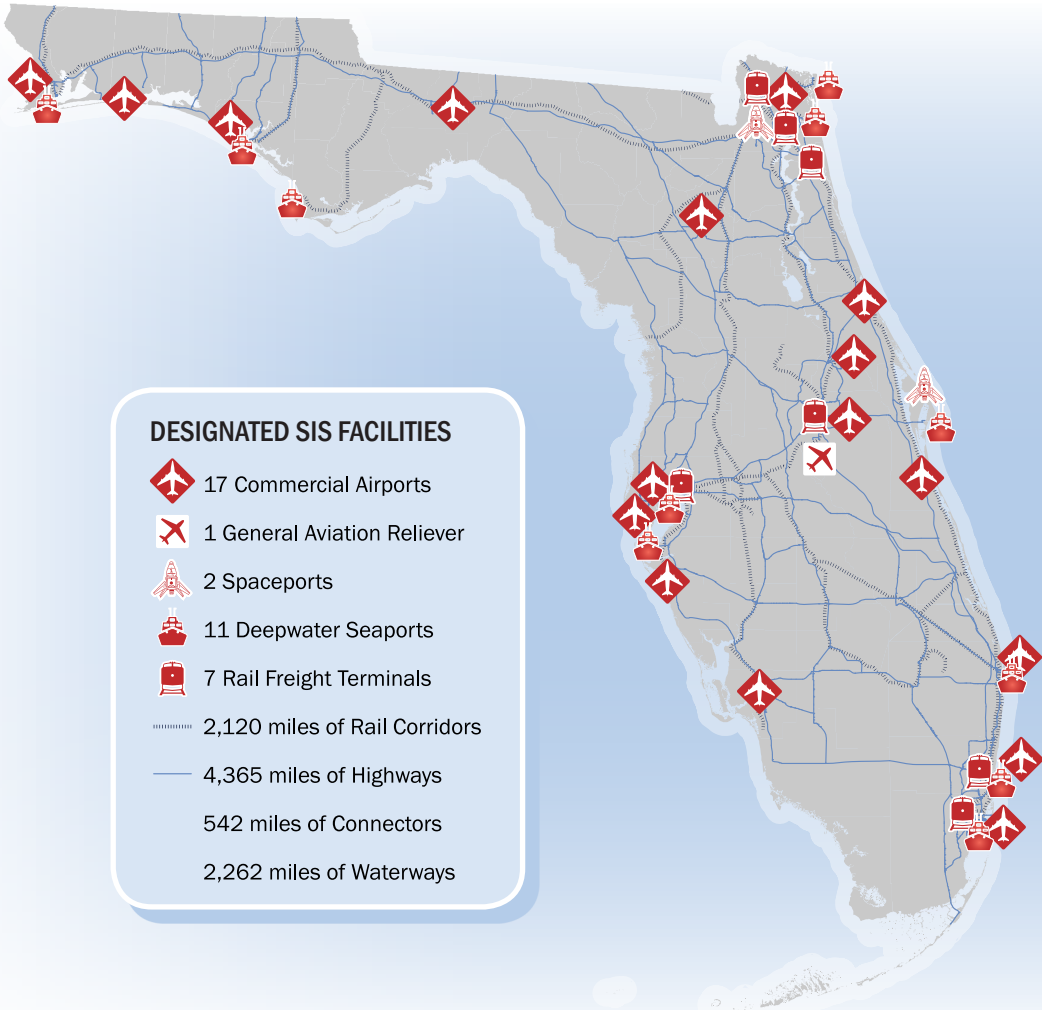 DESIGNATED SIS FACILITIES
17 Commercial Airports
1 General Aviation Reliever
2 Spaceports
11 Deepwater Seaports
7 Rail Freight Terminals
2,120 miles of Rail Corridors
4,365 miles of Highways
542 miles of Connectors
2,262 miles of Waterways